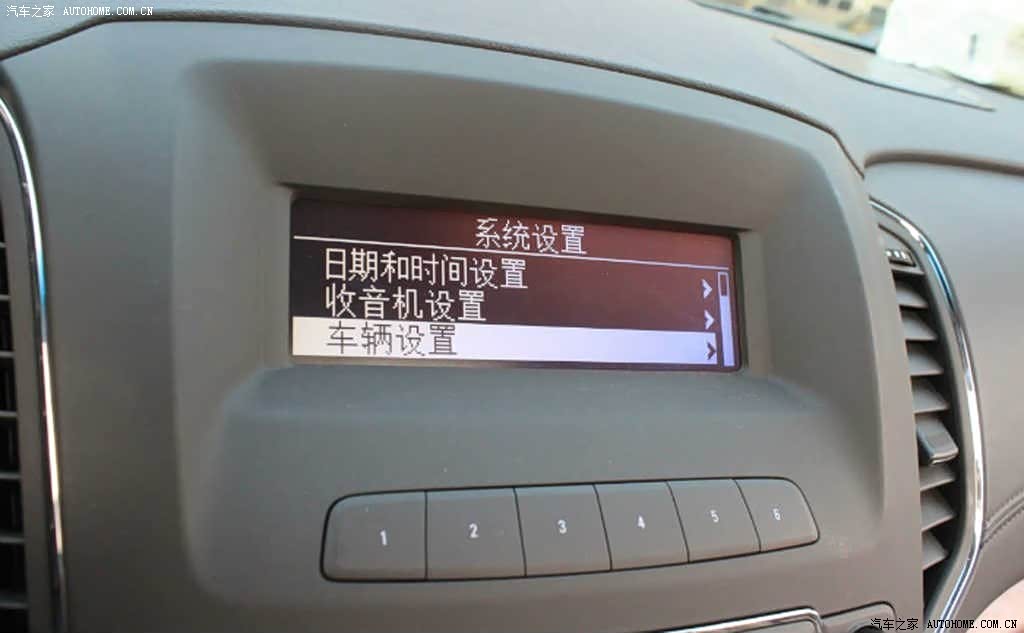 汽车之家 AUTOHOME.COM.CN
系统设置
日期和时间设置
收音机设置
车辆设置
1 2 3 4 5 6
汽车之家 AUTOHOME.COM.CN